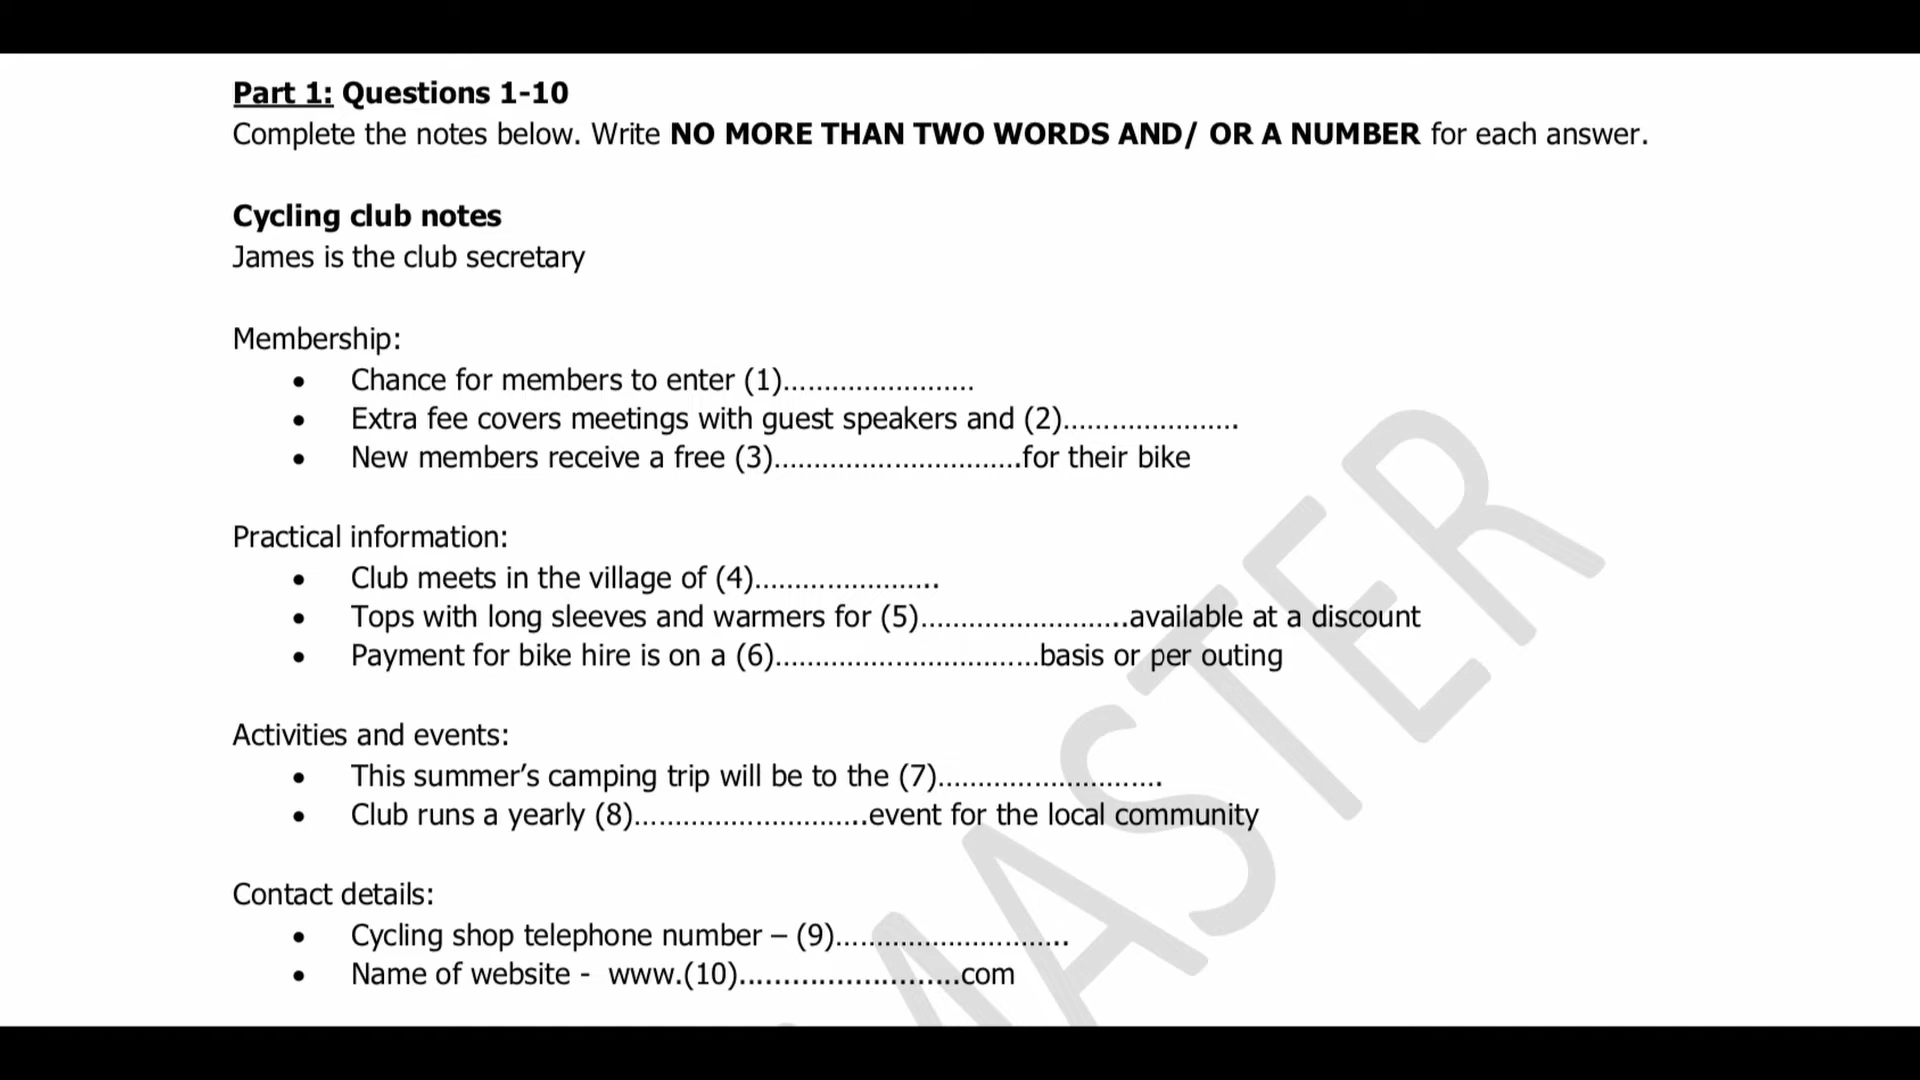 Part 1: Questions 1-10
Complete the notes below. Write NO MORE THAN TWO WORDS AND/ OR A NUMBER for each answer.
Cycling club notes
James is the club secretary
Membership:
• Chance for members to enter (1)........................
• Extra fee covers meetings with guest speakers and (2)......................
• New members receive a free (3)...............................for their bike
Practical information:
• Club meets in the village of (4).......................
• Tops with long sleeves and warmers for (5)..........................available at a discount
• Payment for bike hire is on a (6).................................basis or per outing
Activities and events:
• This summer’s camping trip will be to the (7)............................
• Club runs a yearly (8).............................event for the local community
Contact details:
• Cycling shop telephone number – (9).............................
• Name of website - www.(10).........................com
MASTER